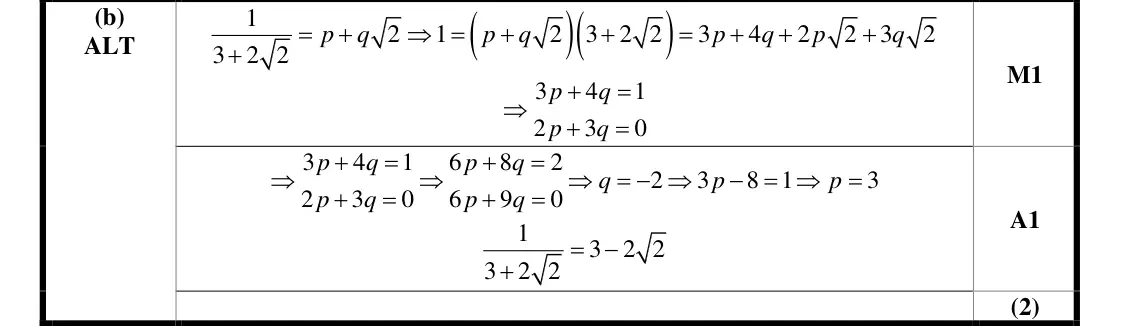 (b)
ALT
1/(3+2√2) = p+q√2 ⇒ 1 = (p+q√2)(3+2√2) = 3p+4q+2p√2+3q√2
⇒ 3p+4q=1
2p+3q=0
M1
⇒ 3p+4q=1 ⇒ 6p+8q=2 ⇒ q=−2 ⇒ 3p−8=1 ⇒ p=3
2p+3q=0 6p+9q=0
1/(3+2√2) = 3−2√2
A1
(2)